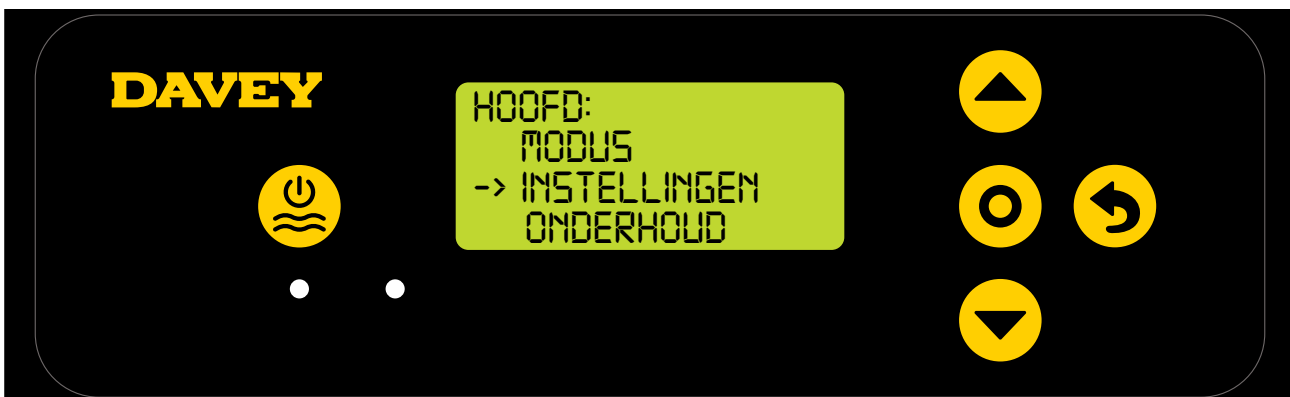 DAVEY
HOOFD:
MODUS
-> INSTELLINGEN
ONDERHOUD